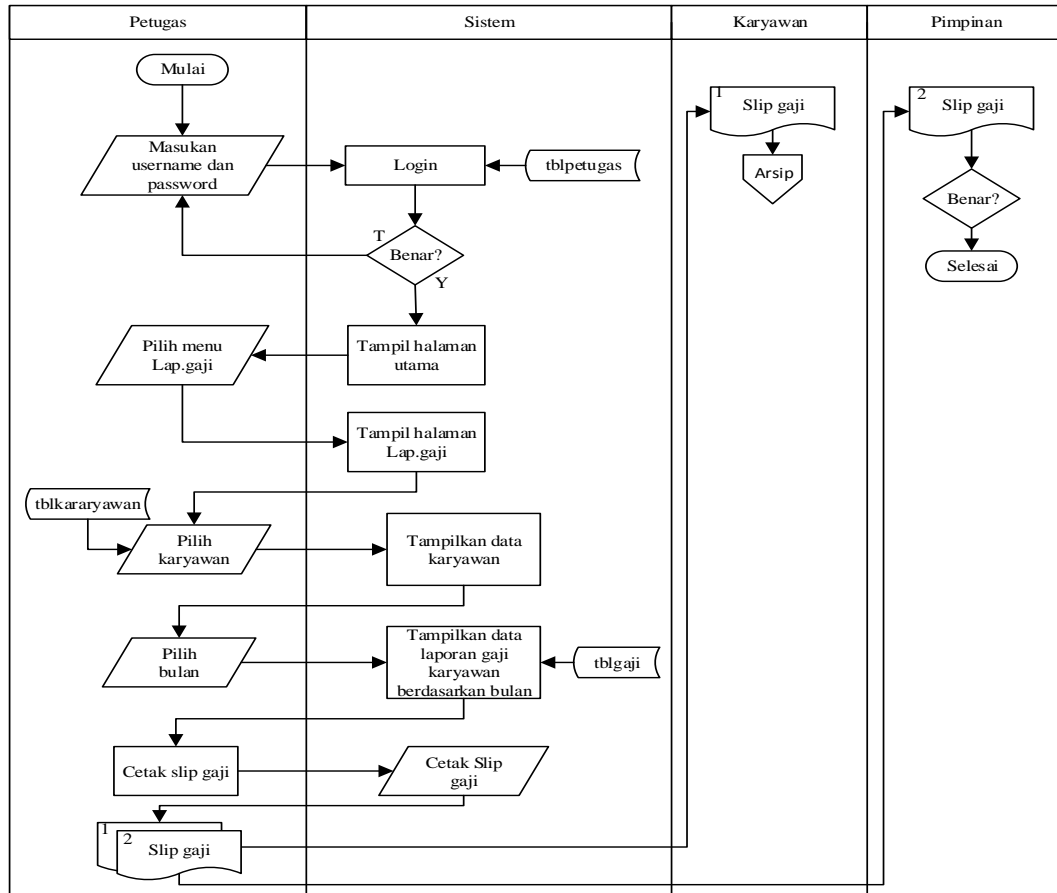 Petugas
Sistem
Karyawan
Pimpinan
Mulai
Masukan
username dan
password
Login
tblpetugas
T
Benar?
Y
Pilih menu
Lap.gaji
Tampil halaman
utama
Tampil halaman
Lap.gaji
tblkararyawan
Pilih
karyawan
Tampilkan data
karyawan
Pilih
bulan
Tampilkan data
laporan gaji
karyawan
berdasarkan bulan
tblgaji
Cetak slip gaji
Cetak Slip
gaji
1
2
Slip gaji
1
Slip gaji
Arsip
2
Slip gaji
Benar?
Selesai